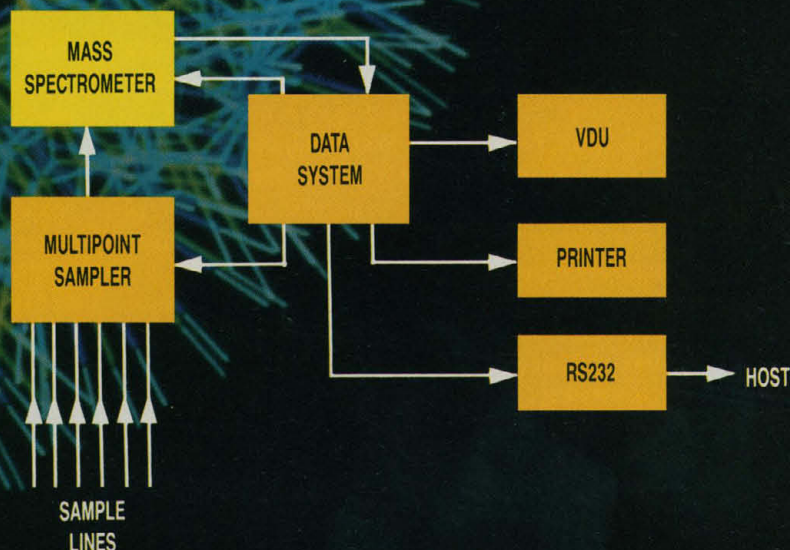 MASS
SPECTROMETER
DATA
SYSTEM
VDU
MULTIPOINT
SAMPLER
PRINTER
RS232
HOST
SAMPLE
LINES